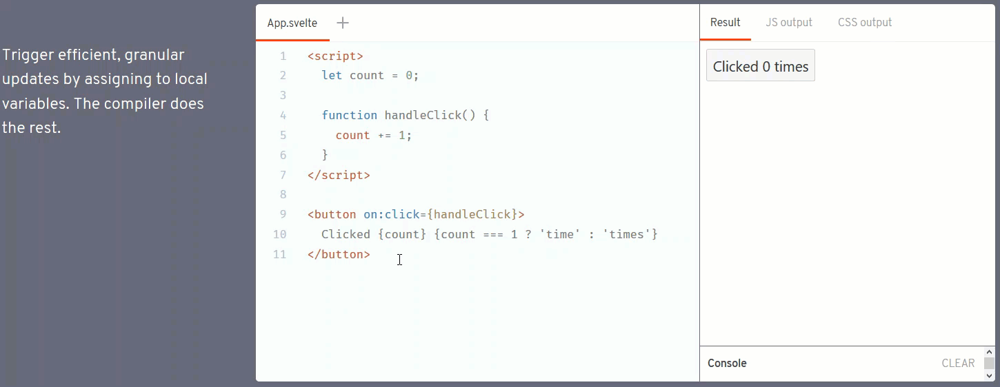 Trigger efficient, granular
updates by assigning to local
variables. The compiler does
the rest.
App.svelte +
1 <script>
2   let count = 0;
3
4   function handleClick() {
5     count += 1;
6   }
7 </script>
8
9 <button on:click={handleClick}>
10   Clicked {count} {count === 1 ? 'time' : 'times'}
11 </button>
Result JS output CSS output
Clicked 0 times
Console CLEAR